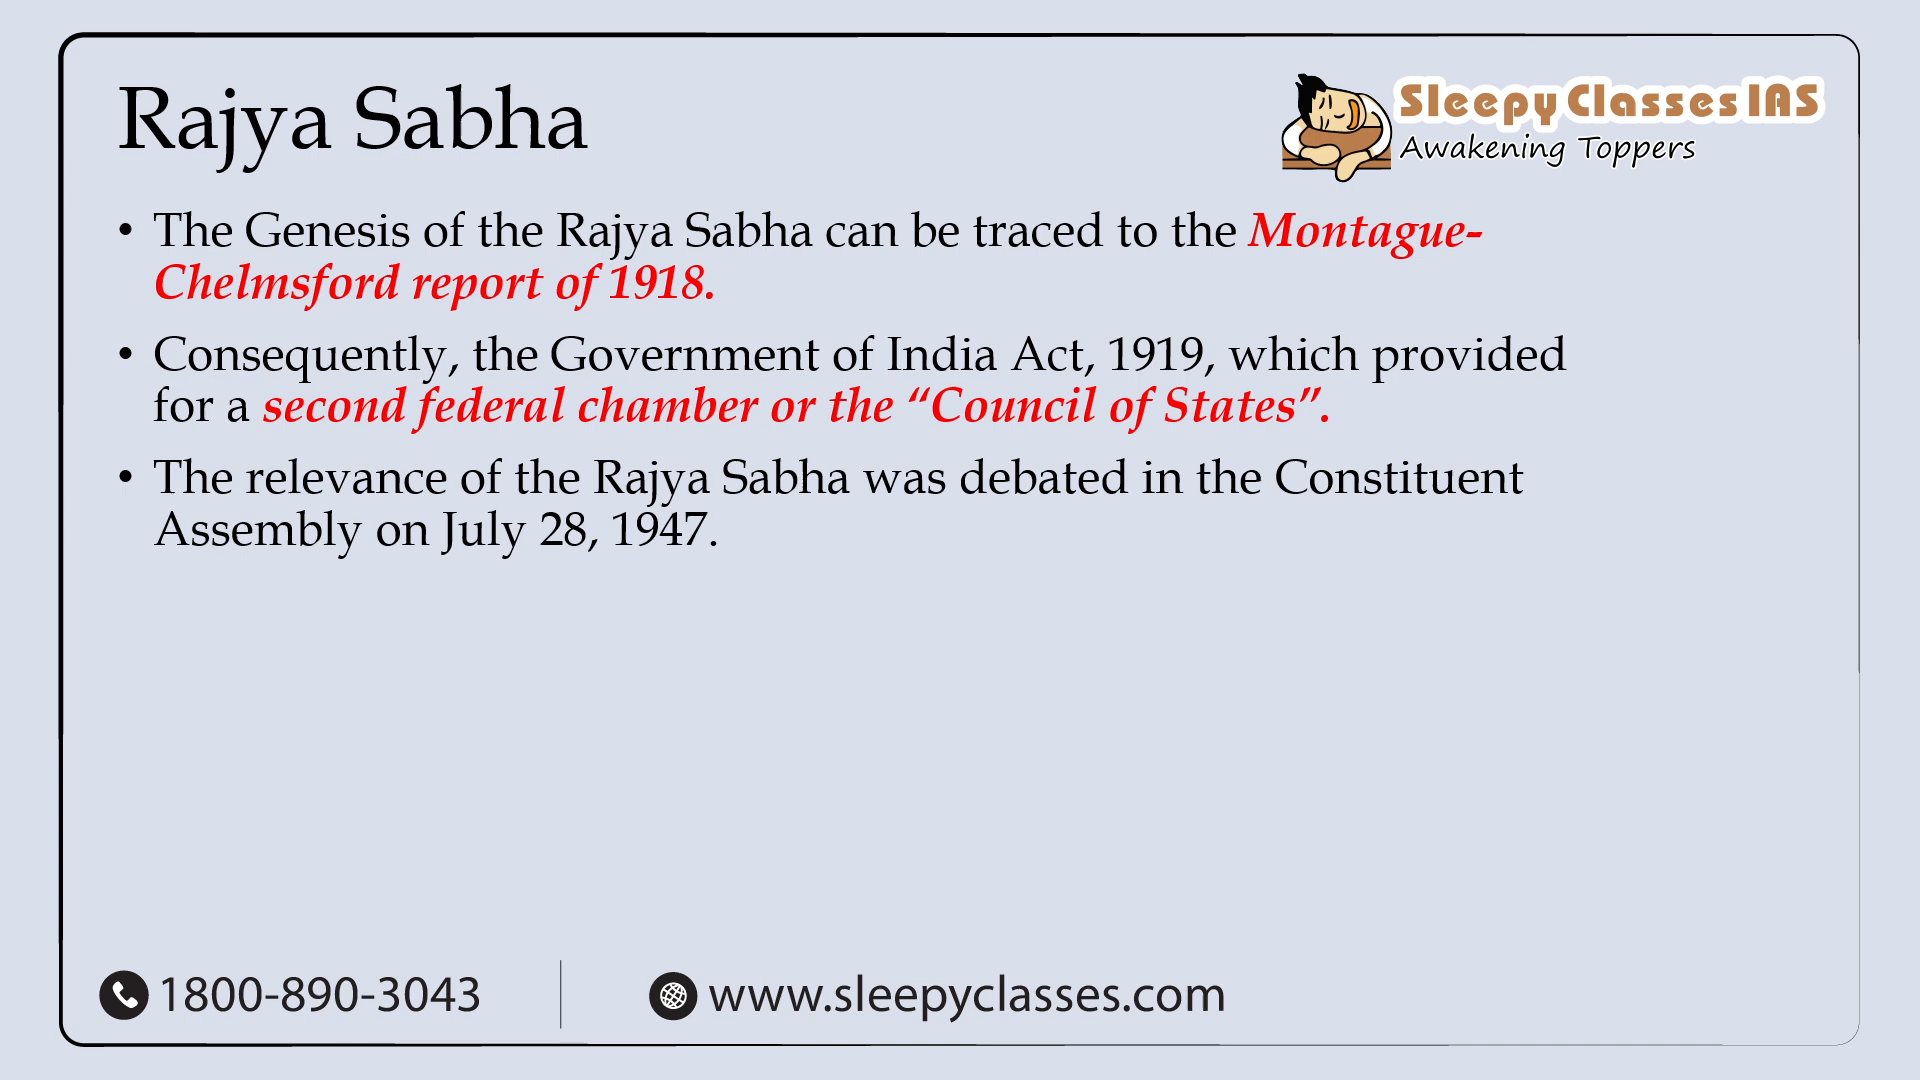 Rajya Sabha
Sleepy Classes IAS
Awakening Toppers
• The Genesis of the Rajya Sabha can be traced to the Montague-
Chelmsford report of 1918.
• Consequently, the Government of India Act, 1919, which provided
for a second federal chamber or the “Council of States”.
• The relevance of the Rajya Sabha was debated in the Constituent
Assembly on July 28, 1947.
1800-890-3043
www.sleepyclasses.com